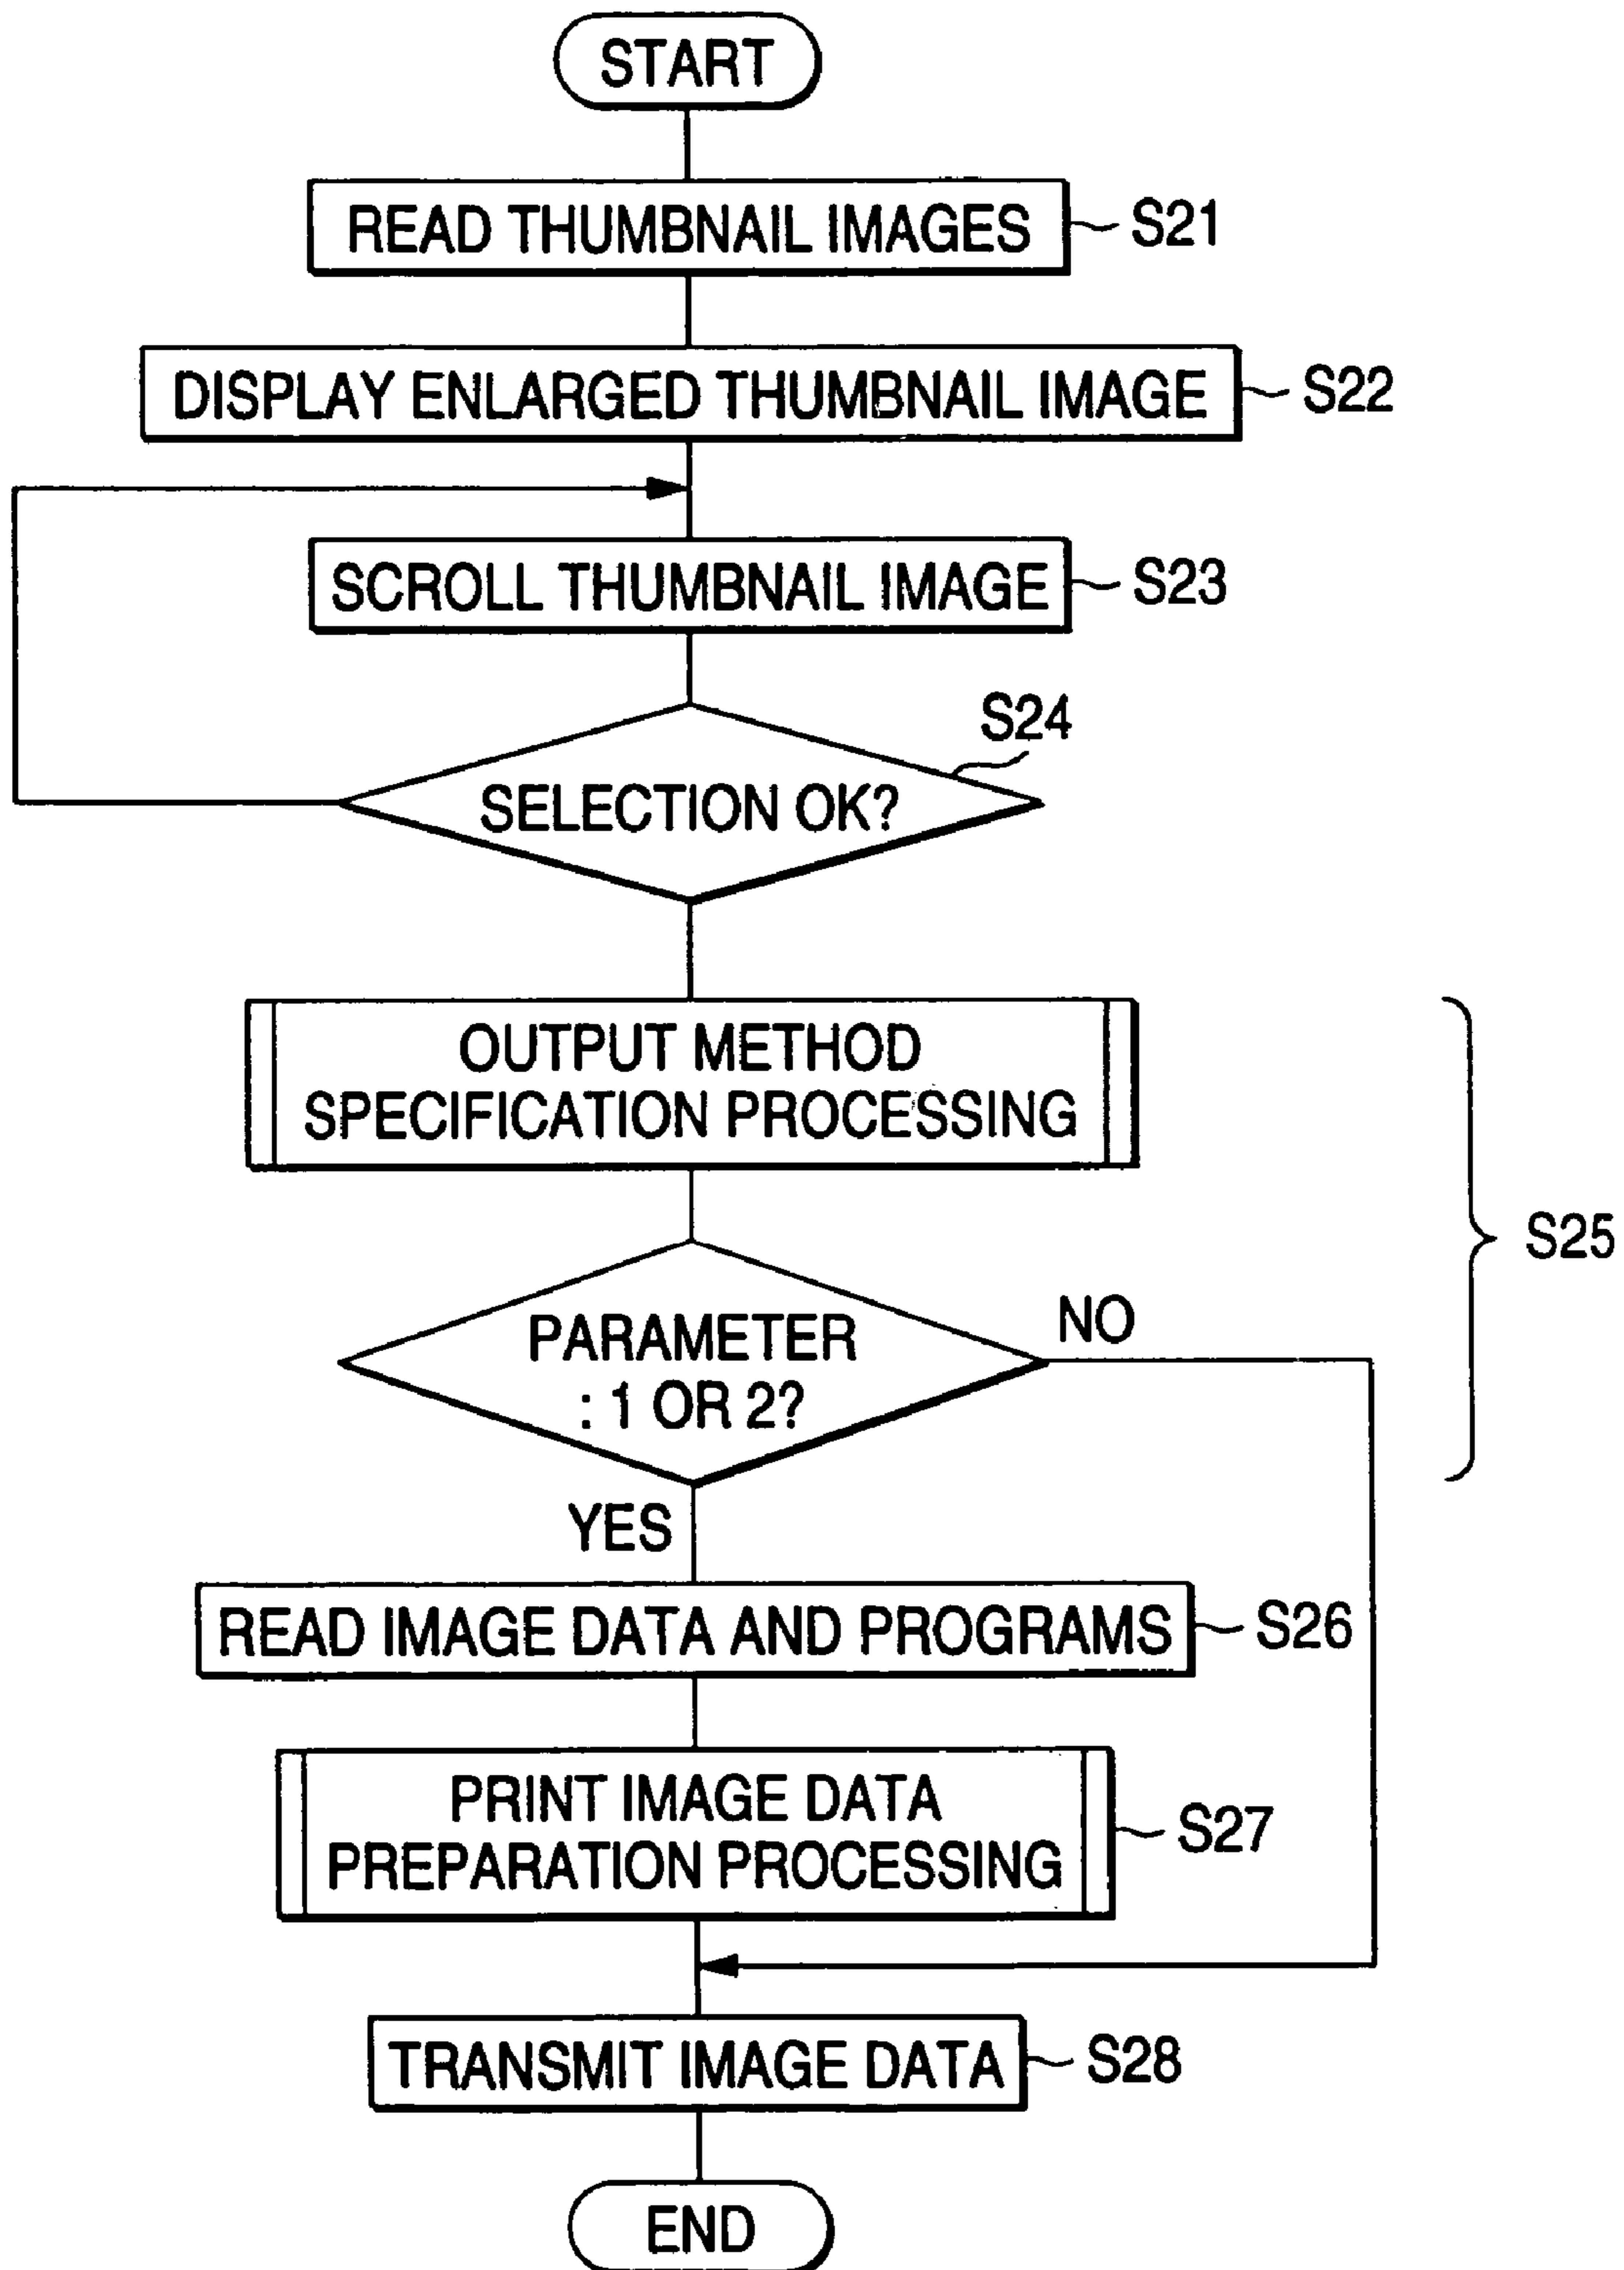 START
READ THUMBNAIL IMAGES
S21
DISPLAY ENLARGED THUMBNAIL IMAGE
S22
SCROLL THUMBNAIL IMAGE
S23
S24
SELECTION OK?
OUTPUT METHOD
SPECIFICATION PROCESSING
S25
PARAMETER
: 1 OR 2?
NO
YES
READ IMAGE DATA AND PROGRAMS
S26
PRINT IMAGE DATA
PREPARATION PROCESSING
S27
TRANSMIT IMAGE DATA
S28
END